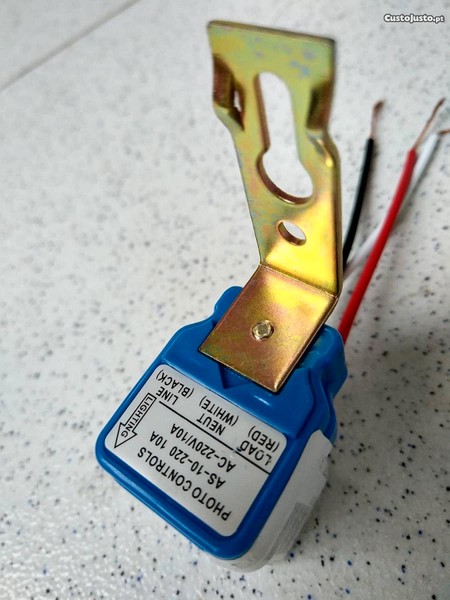 CustoJusto.pt
PHOTO CONTROLS
AS-10-220 10A
AC-220V/10A
LIGHTING
LOAD NEUT LINE
(RED) (WHITE) (BLACK)